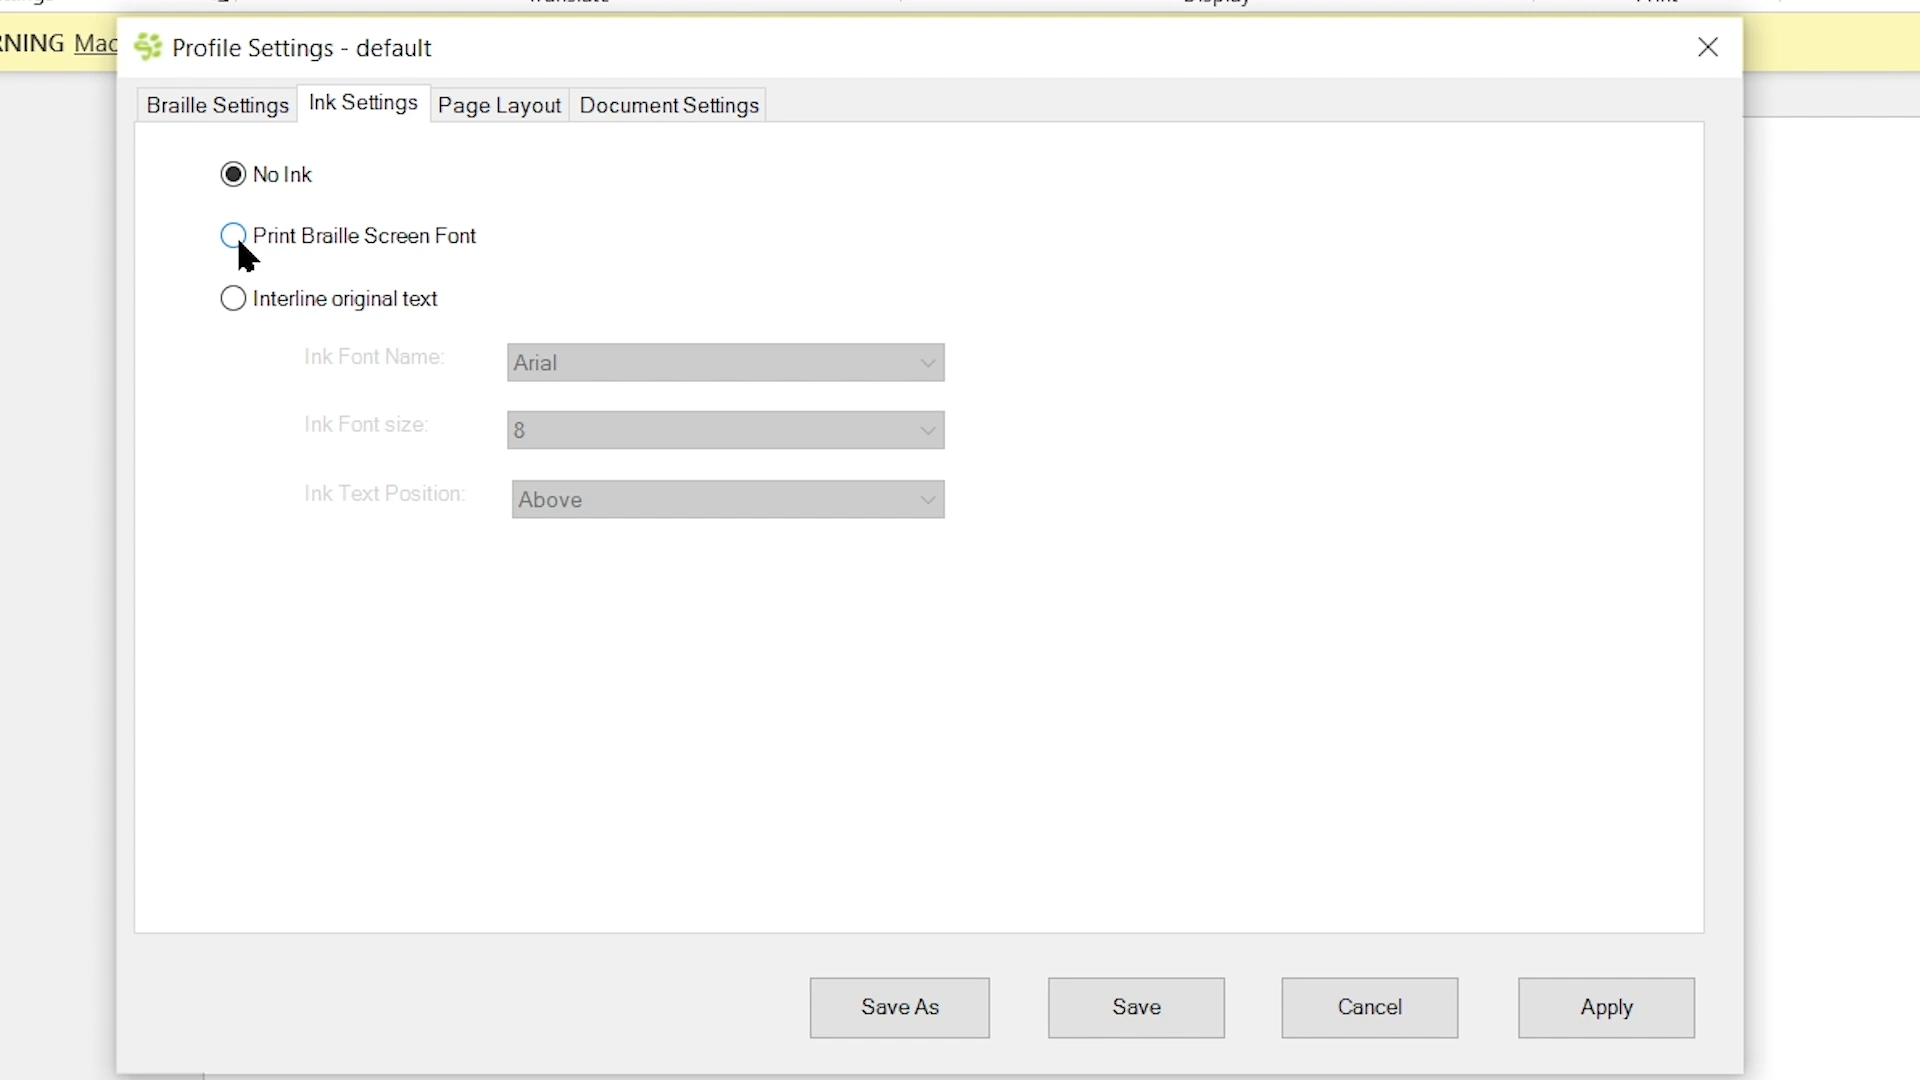 Display
RNING Mac
Profile Settings - default
Braille Settings Ink Settings Page Layout Document Settings
No Ink
Print Braille Screen Font
Interline original text
Ink Font Name: Arial
Ink Font size: 8
Ink Text Position: Above
Save As Save Cancel Apply